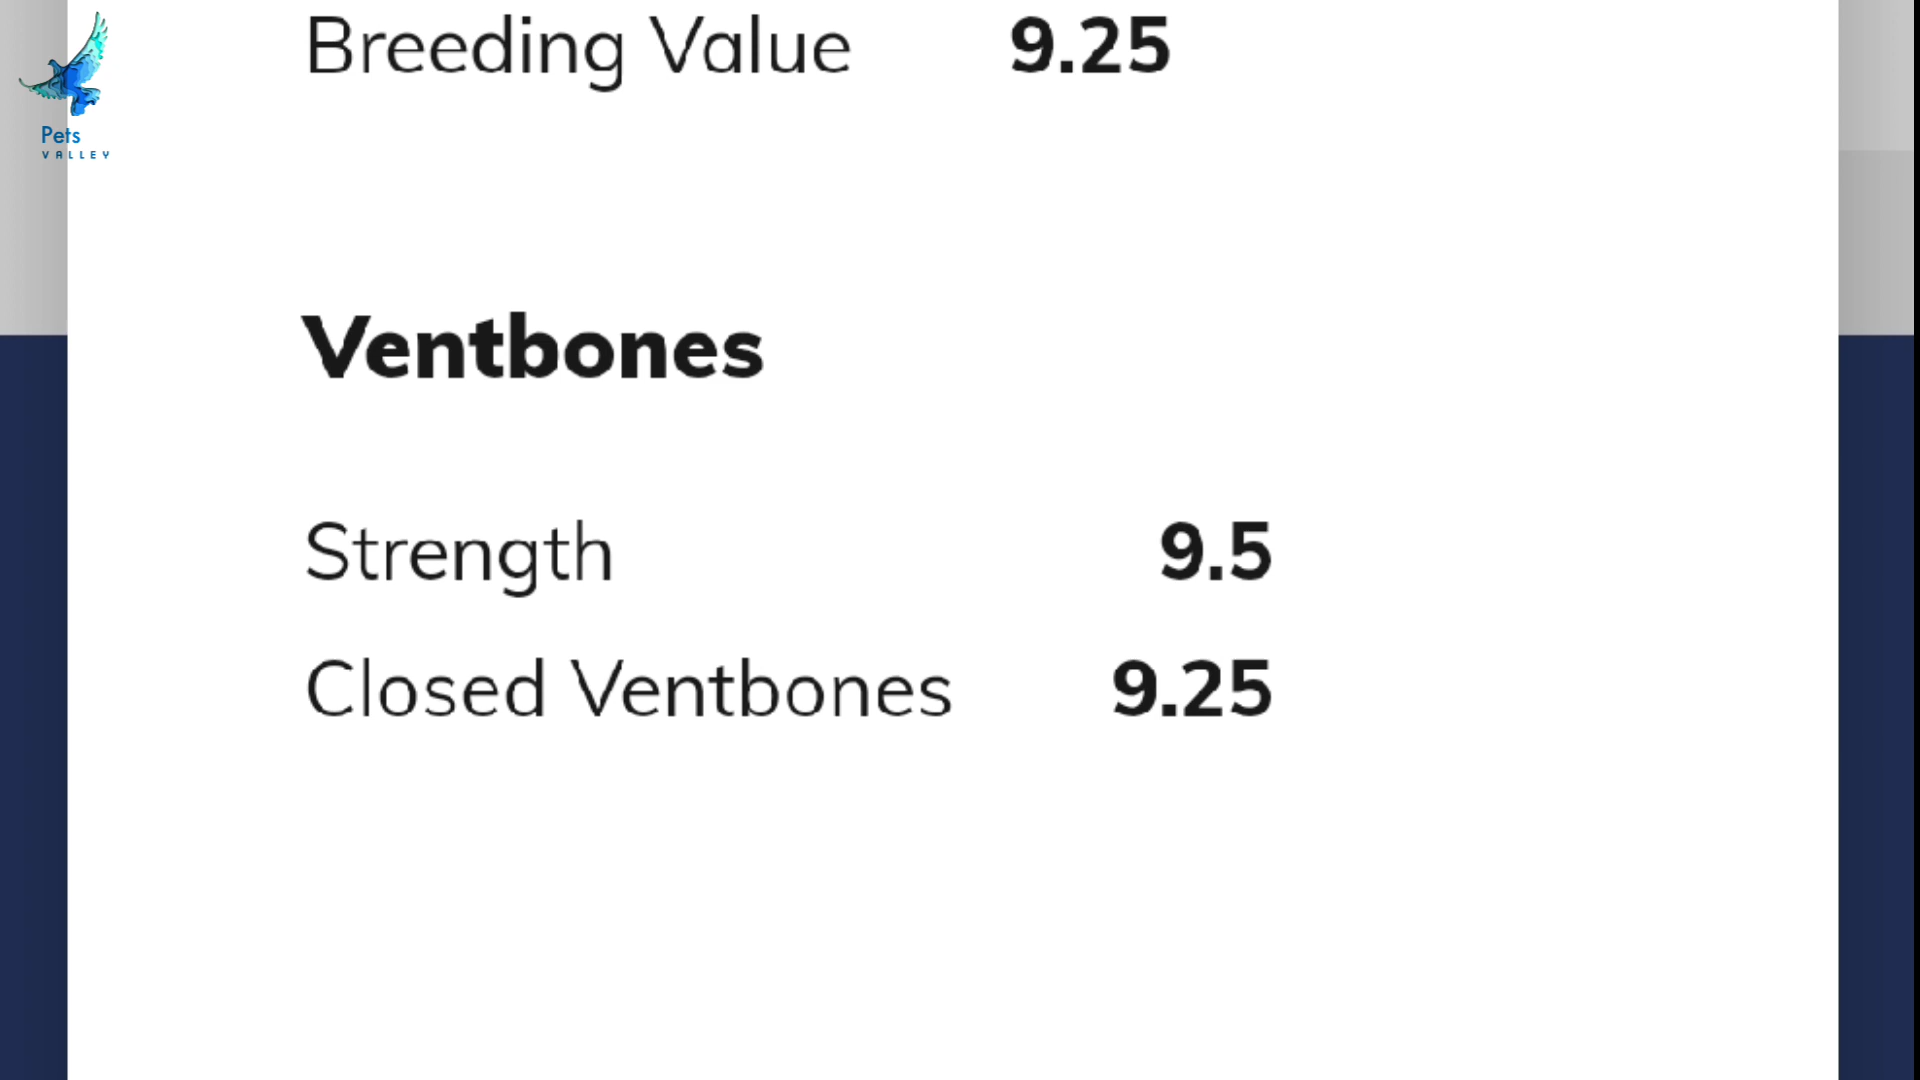 Breeding Value 9.25
Pets
VALLEY
Ventbones
Strength 9.5
Closed Ventbones 9.25